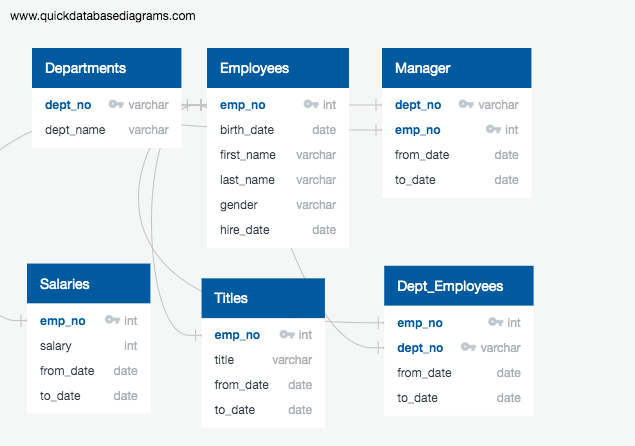 www.quickdatabasediagrams.com
Departments
dept_no varchar
dept_name varchar
Employees
emp_no int
birth_date date
first_name varchar
last_name varchar
gender varchar
hire_date date
Manager
dept_no varchar
emp_no int
from_date date
to_date date
Salaries
emp_no int
salary int
from_date date
to_date date
Titles
emp_no int
title varchar
from_date date
to_date date
Dept_Employees
emp_no int
dept_no varchar
from_date date
to_date date